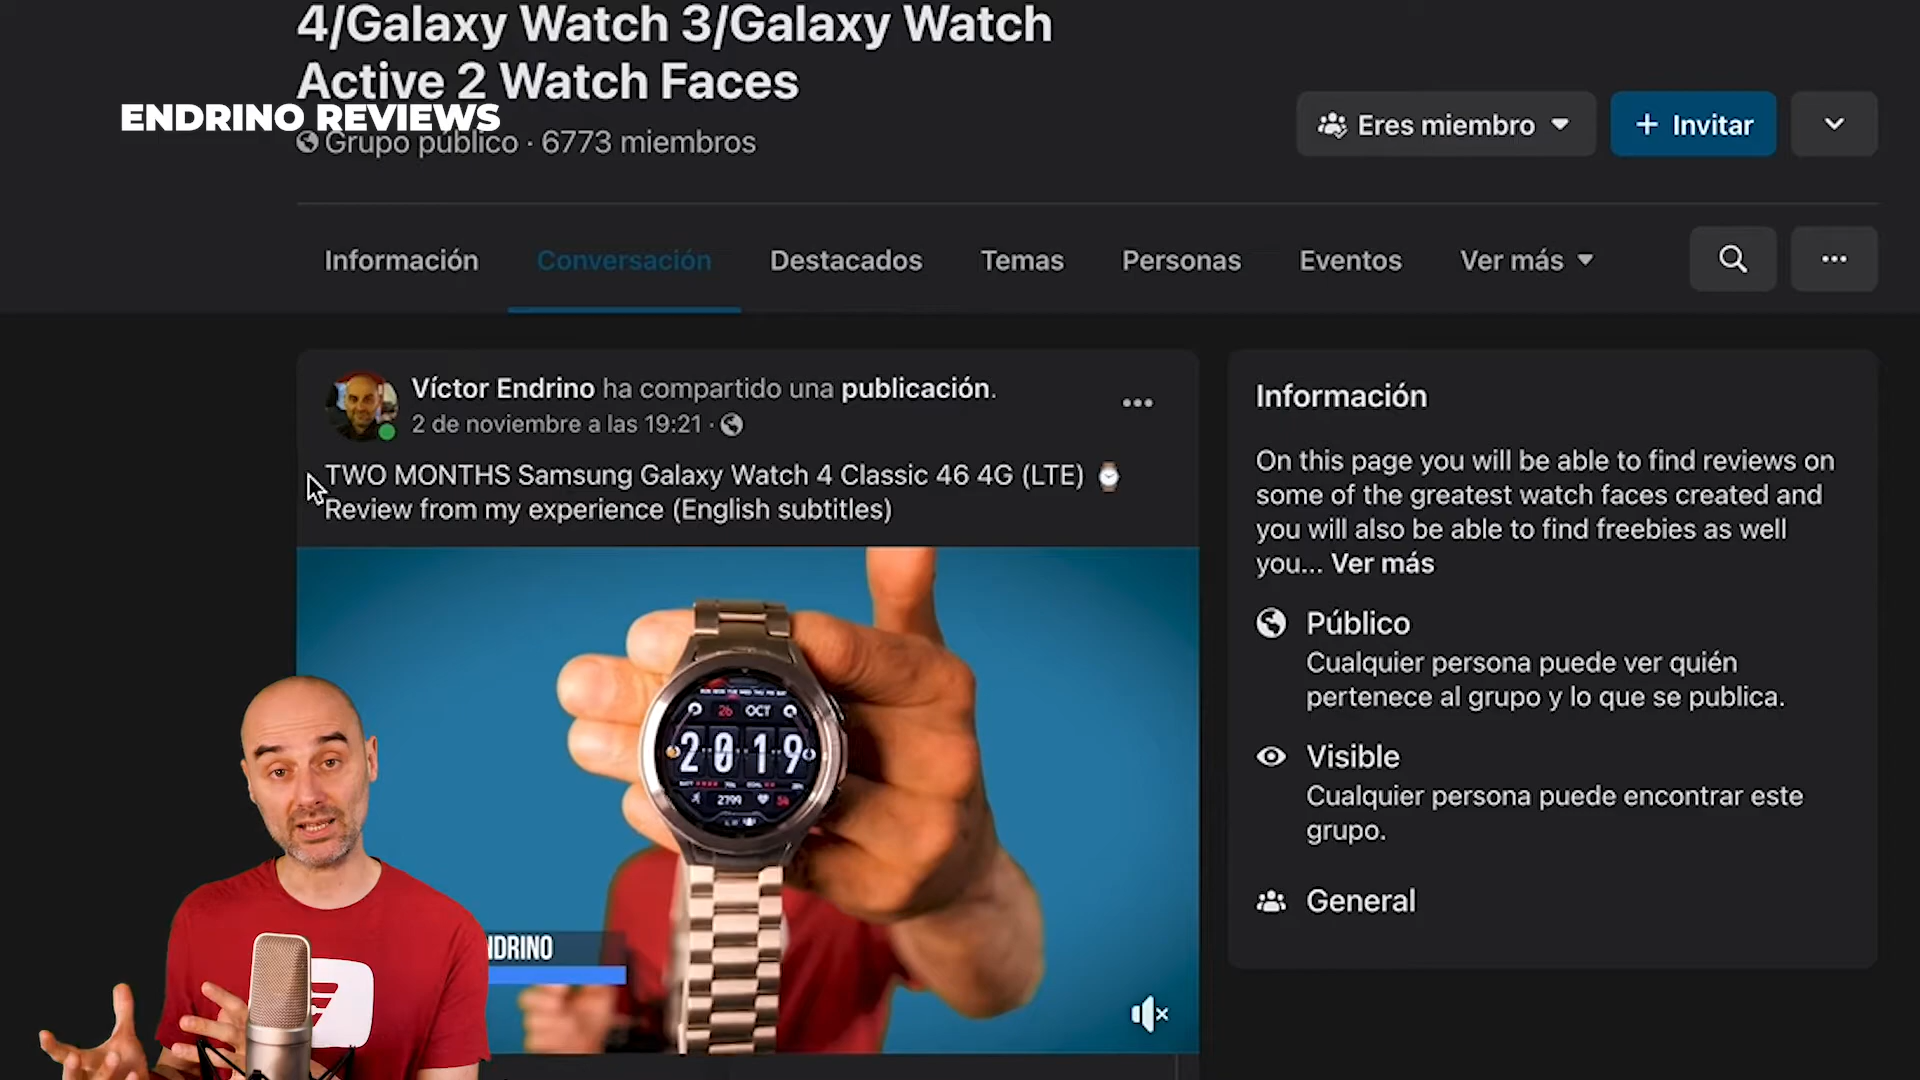 4/Galaxy Watch 3/Galaxy Watch
Active 2 Watch Faces
ENDRINO REVIEWS
Grupo público · 6773 miembros
Eres miembro
+ Invitar
Información
Conversación
Destacados
Temas
Personas
Eventos
Ver más
Víctor Endrino ha compartido una publicación.
2 de noviembre a las 19:21 ·
TWO MONTHS Samsung Galaxy Watch 4 Classic 46 4G (LTE)
Review from my experience (English subtitles)
26 OCT
2019
2799
NDRINO
Información
On this page you will be able to find reviews on
some of the greatest watch faces created and
you will also be able to find freebies as well
you... Ver más
Público
Cualquier persona puede ver quién
pertenece al grupo y lo que se publica.
Visible
Cualquier persona puede encontrar este
grupo.
General